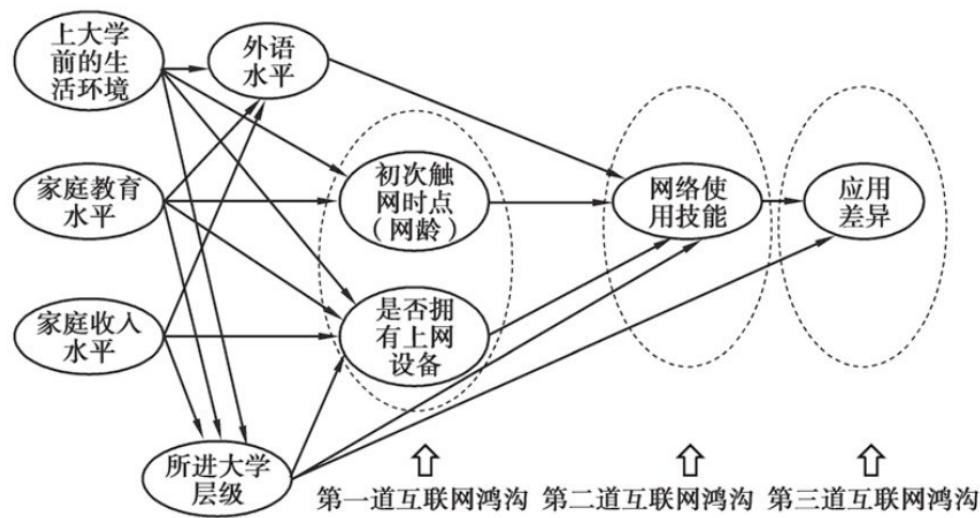 上大学
前的生
活环境
外语
水平
家庭教育
水平
初次触
网时点
（网龄）
网络使
用技能
应用
差异
家庭收入
水平
是否拥
有上网
设备
所进大学
层级
第一道互联网鸿沟
第二道互联网鸿沟
第三道互联网鸿沟